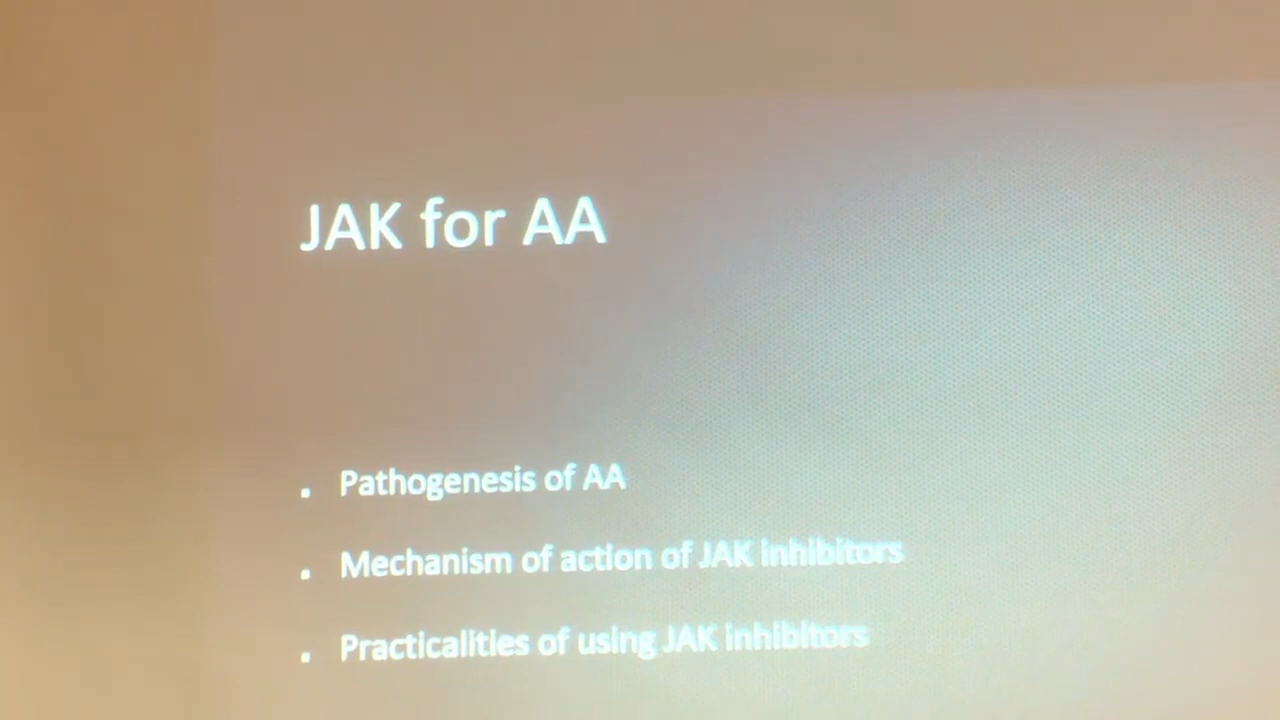 JAK for AA
. Pathogenesis of AA
. Mechanism of action of JAK inhibitors
. Practicalities of using JAK inhibitors